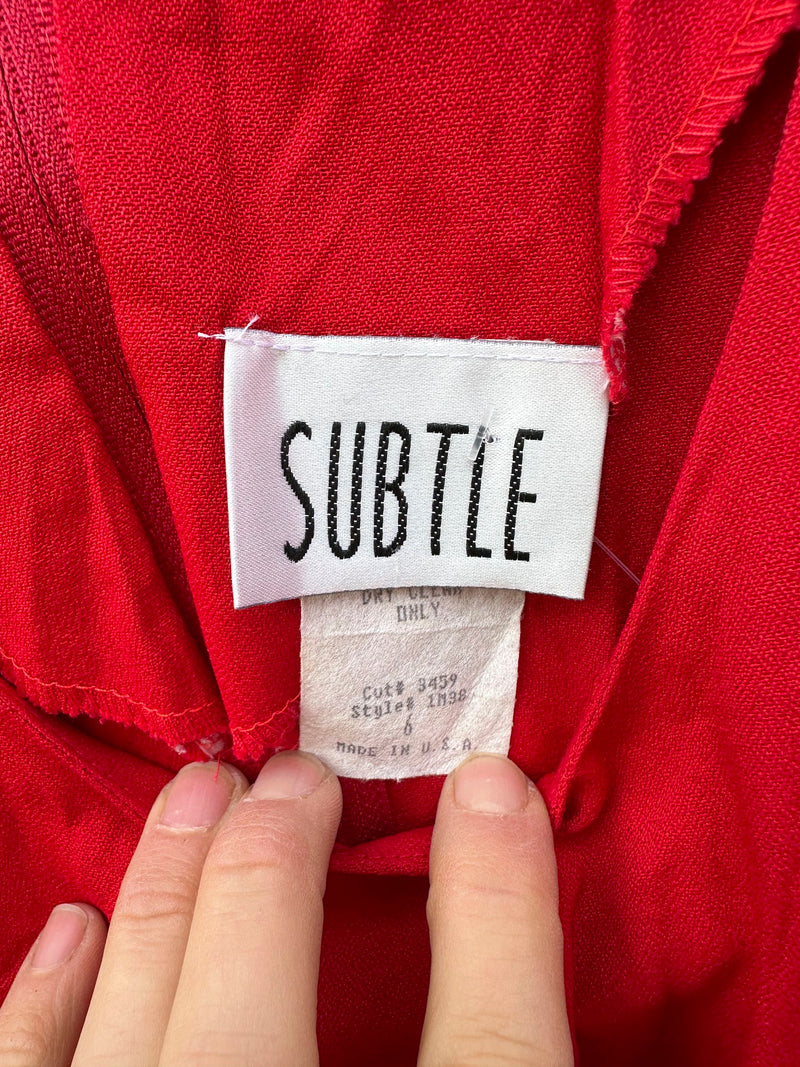 SUBTLE
DRY CLEAN
ONLY
Cut# 3459
Style# 1M38
6
MADE IN U.S.A.